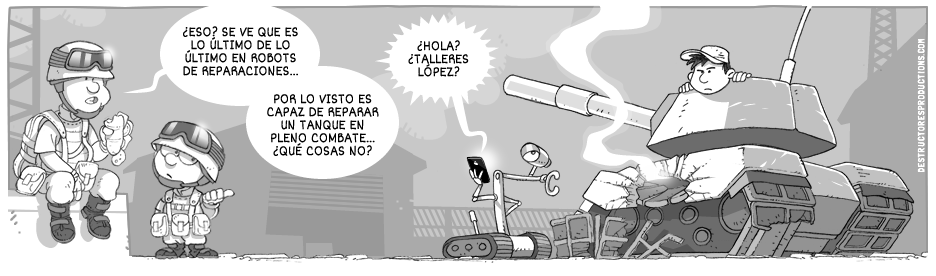 ¿ESO? SE VE QUE ES
LO ÚLTIMO DE LO
ÚLTIMO EN ROBOTS
DE REPARACIONES...
POR LO VISTO ES
CAPAZ DE REPARAR
UN TANQUE EN
PLENO COMBATE...
¿QUÉ COSAS NO?
¿HOLA?
¿TALLERES
LÓPEZ?
DESTRUCTORESPRODUCTIONS.COM